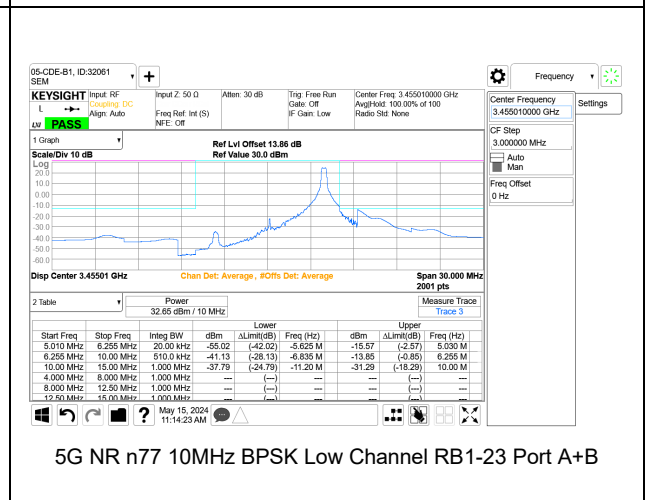 05-CDE-B1, ID:32061
SEM
Frequency
KEYSIGHT Input: RF Input Z: 50 Ω Atten: 30 dB Trig: Free Run Center Freq: 3.455010000 GHz
L Coupling: DC Gate: Off Avg|Hold: 100.00% of 100
Align: Auto Freq Ref: Int (S) IF Gain: Low Radio Std: None
LXI PASS NFE: Off
Center Frequency
3.455010000 GHz
Settings
CF Step
3.000000 MHz
Auto
Man
Freq Offset
0 Hz
1 Graph
Ref Lvl Offset 13.86 dB
Scale/Div 10 dB Ref Value 30.0 dBm
Log
20.0
10.0
0.00
-10.0
-20.0
-30.0
-40.0
-50.0
-60.0
Disp Center 3.45501 GHz Chan Det: Average, #Offs Det: Average Span 30.000 MHz
2001 pts
2 Table Power Measure Trace
32.65 dBm / 10 MHz Trace 3
Lower Upper
Start Freq Stop Freq Integ BW dBm ΔLimit(dB) Freq (Hz) dBm ΔLimit(dB) Freq (Hz)
5.010 MHz 6.255 MHz 20.00 kHz -55.02 (-42.02) -5.625 M -15.57 (-2.57) 5.030 M
6.255 MHz 10.00 MHz 510.0 kHz -41.13 (-28.13) -6.835 M -13.85 (-0.85) 6.255 M
10.00 MHz 15.00 MHz 1.000 MHz -37.79 (-24.79) -11.20 M -31.29 (-18.29) 10.00 M
4.000 MHz 8.000 MHz 1.000 MHz --- (---) --- --- (---) ---
8.000 MHz 12.50 MHz 1.000 MHz --- (---) --- --- (---) ---
12.50 MHz 15.00 MHz 1.000 MHz --- (---) --- --- (---) ---
? May 15, 2024
11:14:23 AM
5G NR n77 10MHz BPSK Low Channel RB1-23 Port A+B